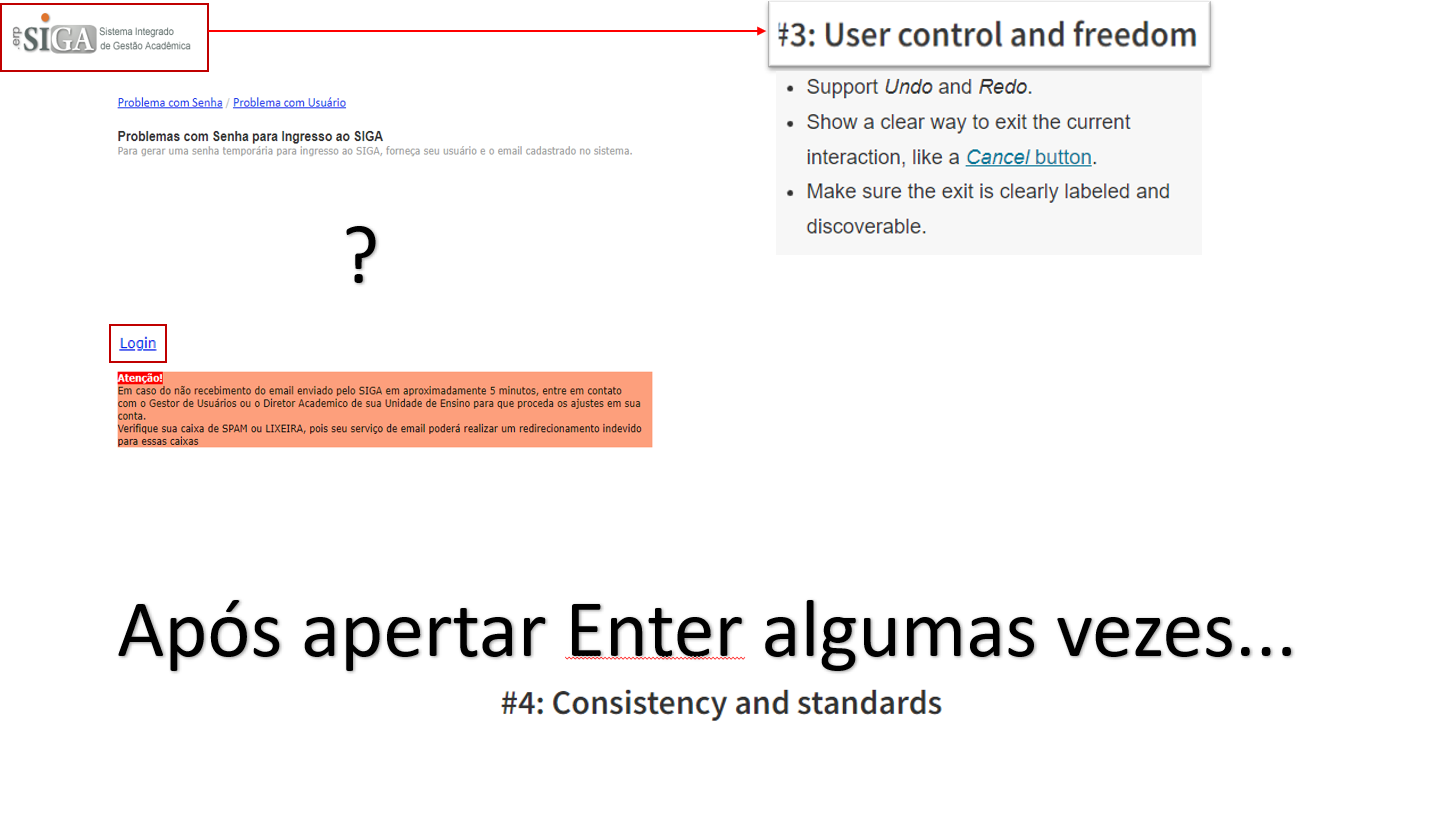 .erp SIGA Sistema Integrado
de Gestão Acadêmica
#3: User control and freedom
Support Undo and Redo.
Show a clear way to exit the current
interaction, like a Cancel button.
Make sure the exit is clearly labeled and
discoverable.
Problema com Senha / Problema com Usuário
Problemas com Senha para Ingresso ao SIGA
Para gerar uma senha temporária para ingresso ao SIGA, forneça seu usuário e o email cadastrado no sistema.
?
Login
Atenção!
Em caso do não recebimento do email enviado pelo SIGA em aproximadamente 5 minutos, entre em contato
com o Gestor de Usuários ou o Diretor Academico de sua Unidade de Ensino para que proceda os ajustes em sua
conta.
Verifique sua caixa de SPAM ou LIXEIRA, pois seu serviço de email poderá realizar um redirecionamento indevido
para essas caixas
Após apertar Enter algumas vezes...
#4: Consistency and standards